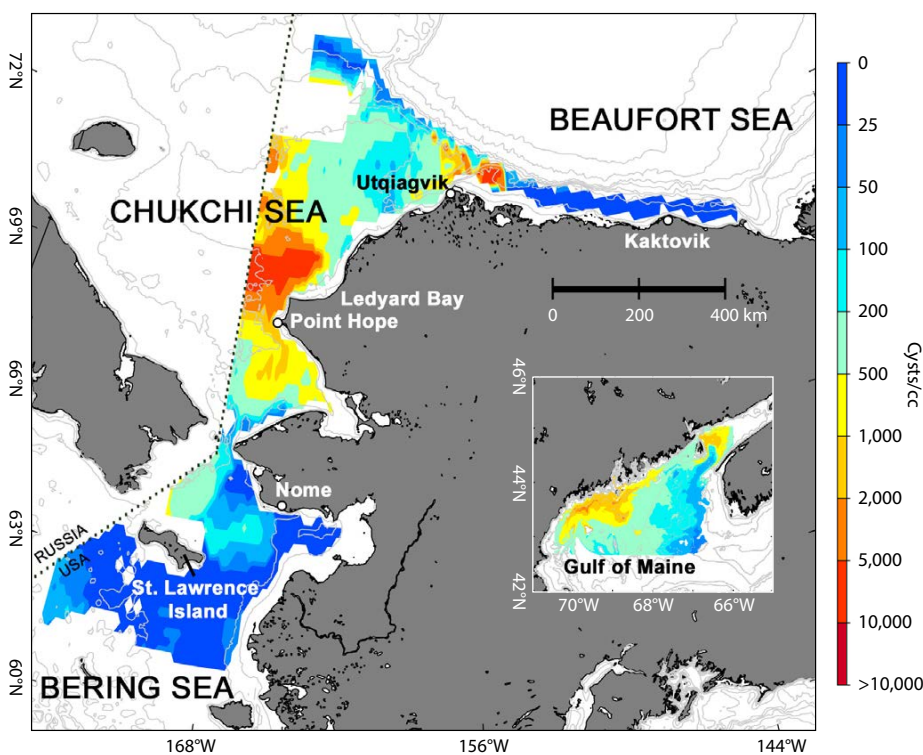 BEAUFORT SEA
CHUKCHI SEA
Utqiagvik
Kaktovik
Ledyard Bay
Point Hope
0
200
400 km
Nome
RUSSIA
USA
St. Lawrence
Island
BERING SEA
72°N
69°N
66°N
63°N
60°N
168°W
156°W
144°W
46°N
44°N
42°N
Gulf of Maine
70°W
68°W
66°W
0
25
50
100
200
500
1,000
2,000
5,000
10,000
>10,000
Cysts/cc